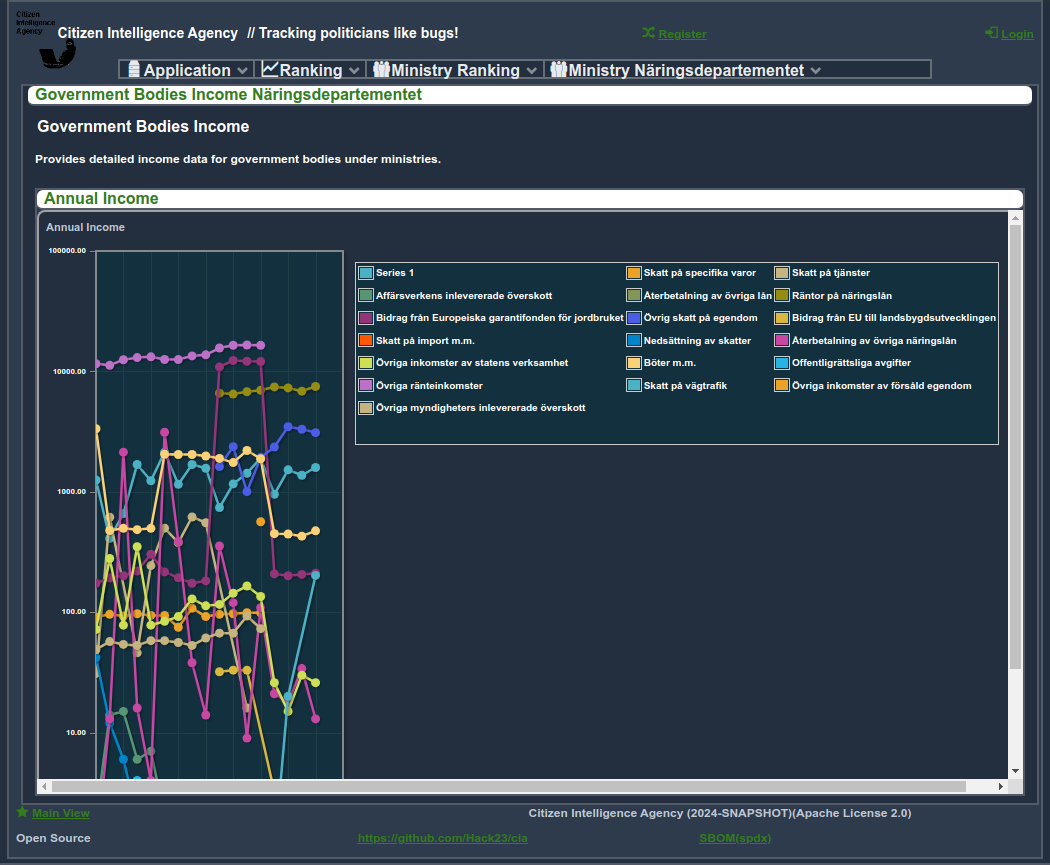 Citizen
Intelligence
Agency
Citizen Intelligence Agency // Tracking politicians like bugs!
Register
Login
Application
Ranking
Ministry Ranking
Ministry Näringsdepartementet
Government Bodies Income Näringsdepartementet
Government Bodies Income
Provides detailed income data for government bodies under ministries.
Annual Income
Annual Income
100000.00
10000.00
1000.00
100.00
10.00
Series 1
Skatt på specifika varor
Skatt på tjänster
Affärsverkens inlevererade överskott
Återbetalning av övriga lån
Räntor på näringslån
Bidrag från Europeiska garantifonden för jordbruket
Övrig skatt på egendom
Bidrag från EU till landsbygdsutvecklingen
Skatt på import m.m.
Nedsättning av skatter
Återbetalning av övriga näringslån
Övriga inkomster av statens verksamhet
Böter m.m.
Offentligrättsliga avgifter
Övriga ränteinkomster
Skatt på vägtrafik
Övriga inkomster av försåld egendom
Övriga myndigheters inlevererade överskott
Main View
Citizen Intelligence Agency (2024-SNAPSHOT)(Apache License 2.0)
Open Source
https://github.com/Hack23/cia
SBOM(spdx)